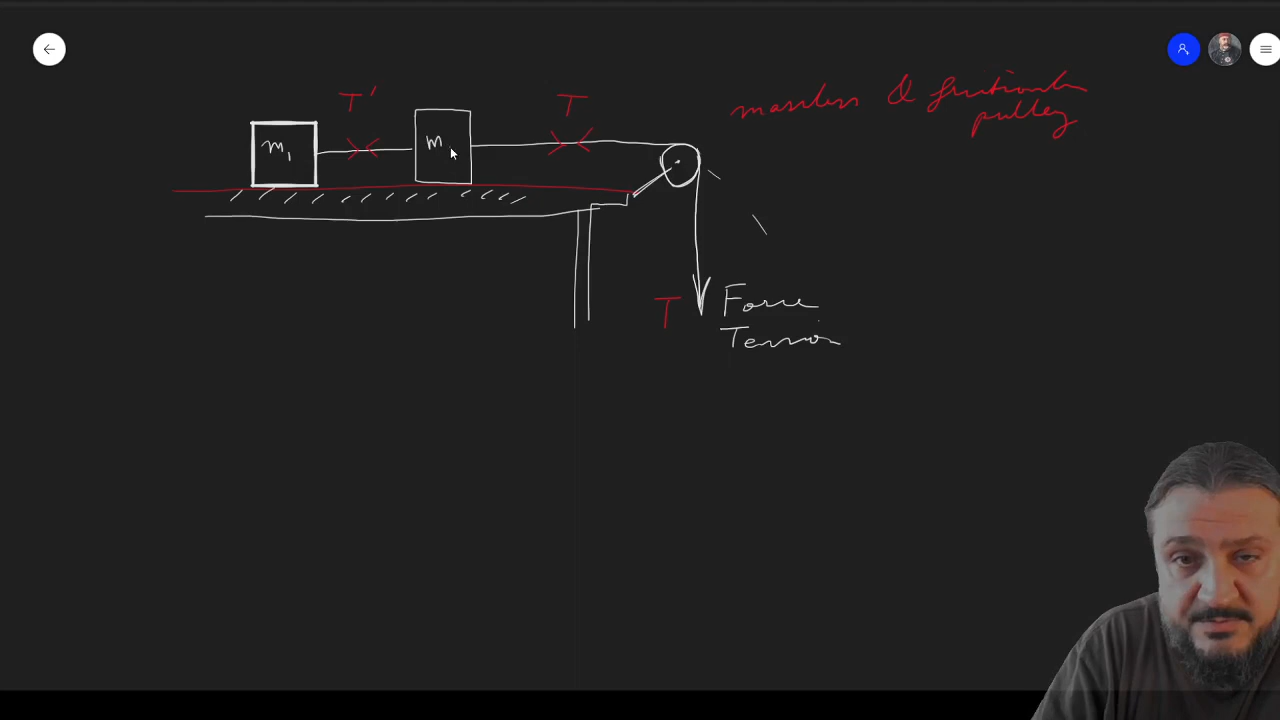 T'
T
massless & frictionless
pulley
m₁
m
T
Force
Tension